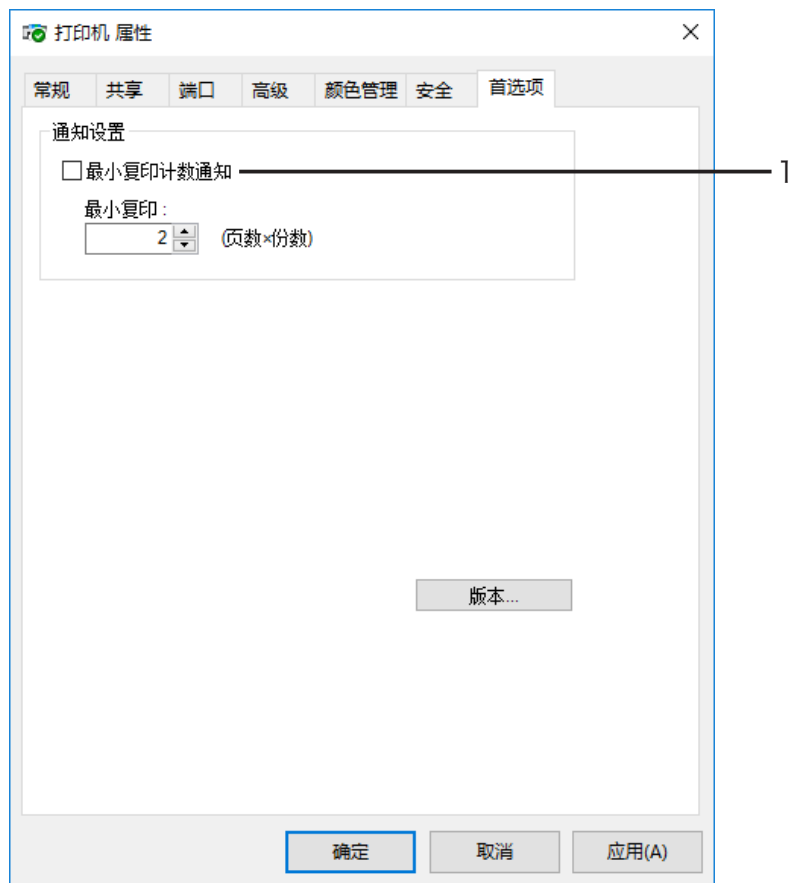 打印机 属性
常规 共享 端口 高级 颜色管理 安全 首选项
通知设置
最小复印计数通知
1
最小复印 :
2 (页数×份数)
版本...
确定 取消 应用(A)